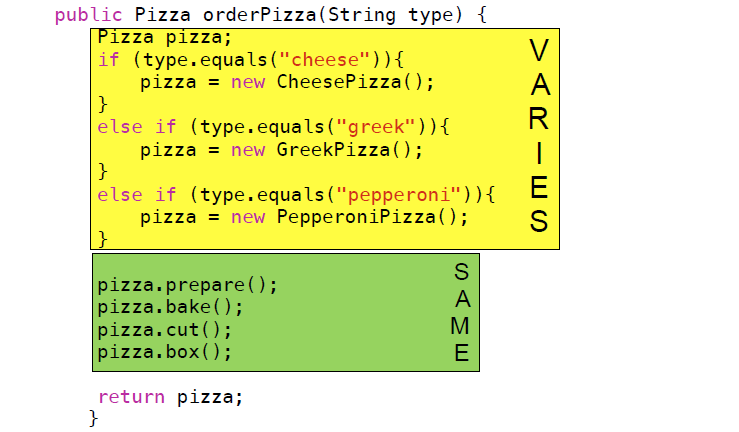 public Pizza orderPizza(String type) {
Pizza pizza;
if (type.equals("cheese")){
pizza = new CheesePizza();
}
else if (type.equals("greek")){
pizza = new GreekPizza();
}
else if (type.equals("pepperoni")){
pizza = new PepperoniPizza();
}
VARIES
pizza.prepare();
pizza.bake();
pizza.cut();
pizza.box();
SAME
return pizza;
}